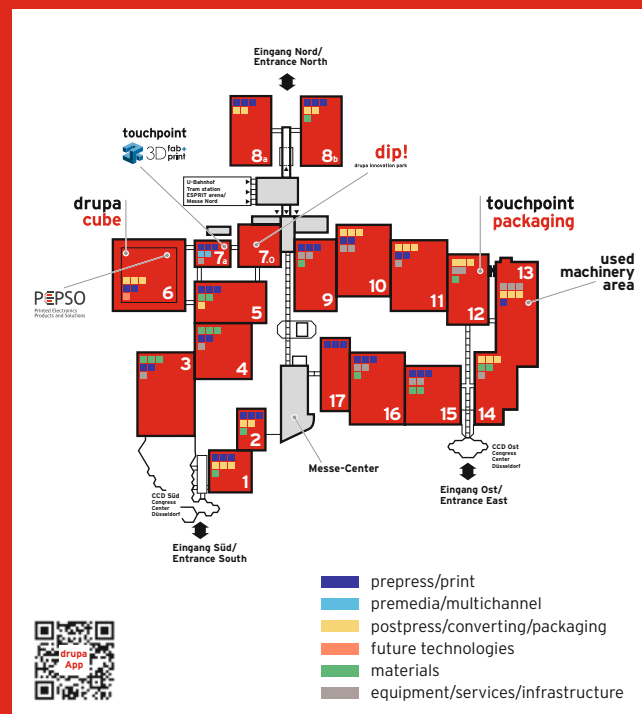 Eingang Nord/
Entrance North
8a
8b
touchpoint
3D fab+
print
dip!
drupa innovation park
U-Bahnhof
Tram station
ESPRIT arena/
Messe Nord
drupa
cube
touchpoint
packaging
used
machinery
area
7a
7.0
PEPSO
Printed Electronics
Products and Solutions
6
5
9
10
11
12
13
3
4
17
16
15
14
2
1
Messe-Center
CCD Ost
Congress
Center
Düsseldorf
Eingang Ost/
Entrance East
CCD Süd
Congress
Center
Düsseldorf
Eingang Süd/
Entrance South
prepress/print
premedia/multichannel
postpress/converting/packaging
future technologies
materials
equipment/services/infrastructure
drupa
App